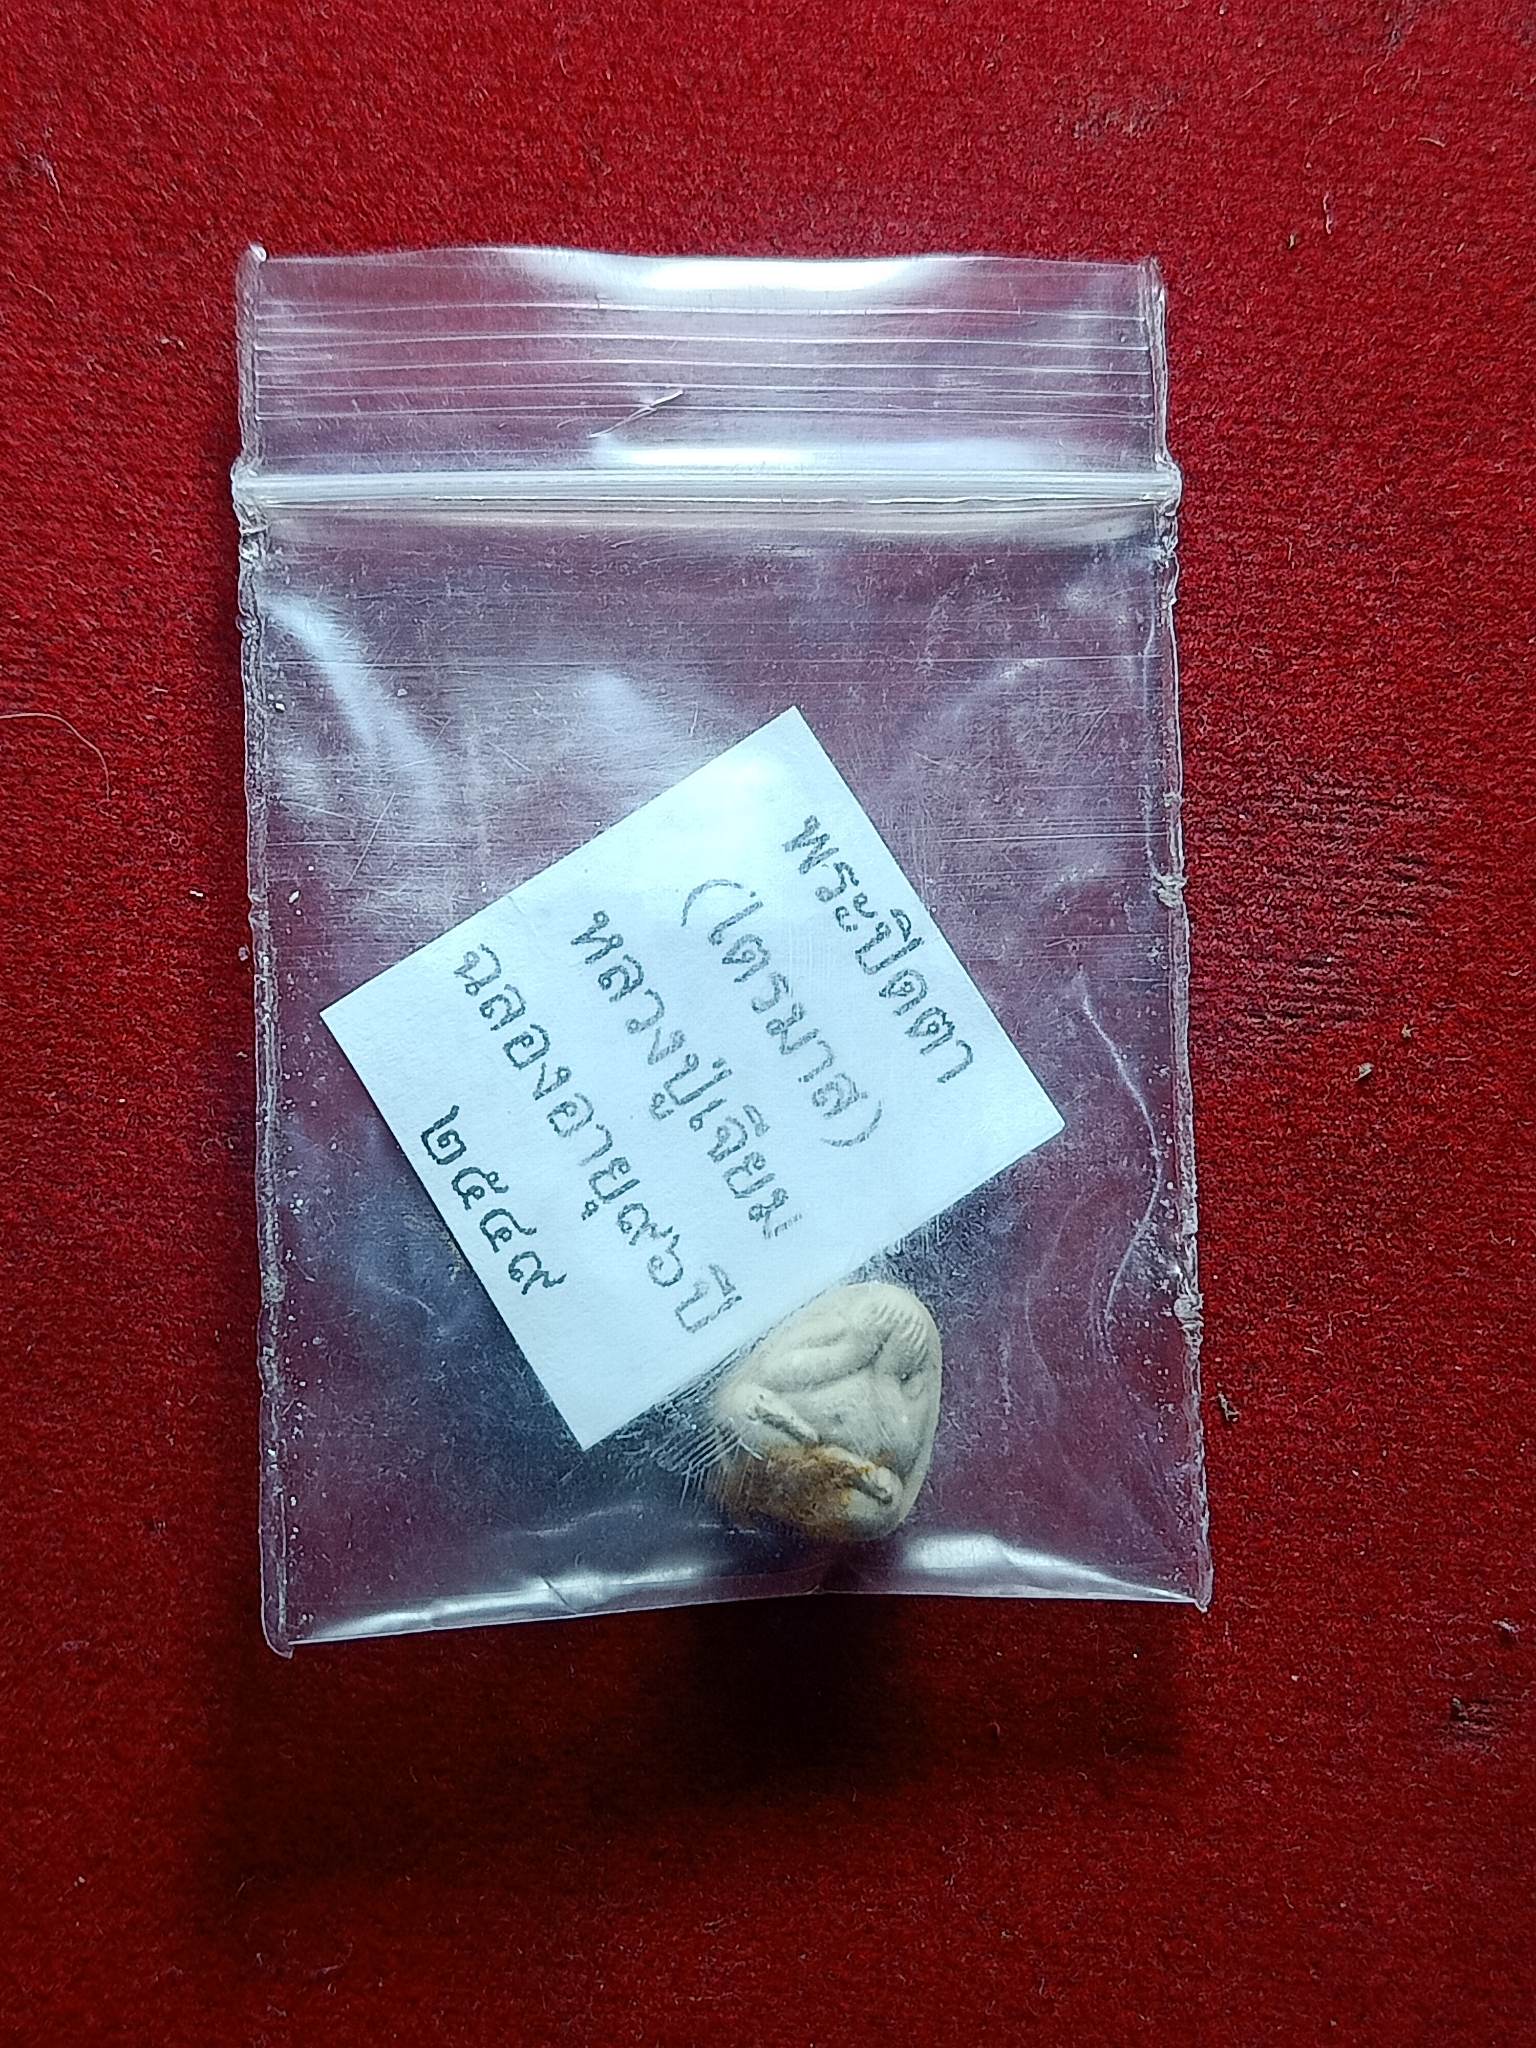 พระปิดตา
(ไตรมาส)
หลวงปู่เจียม
ฉลองอายุ๙๖ปี
๒๕๔๙